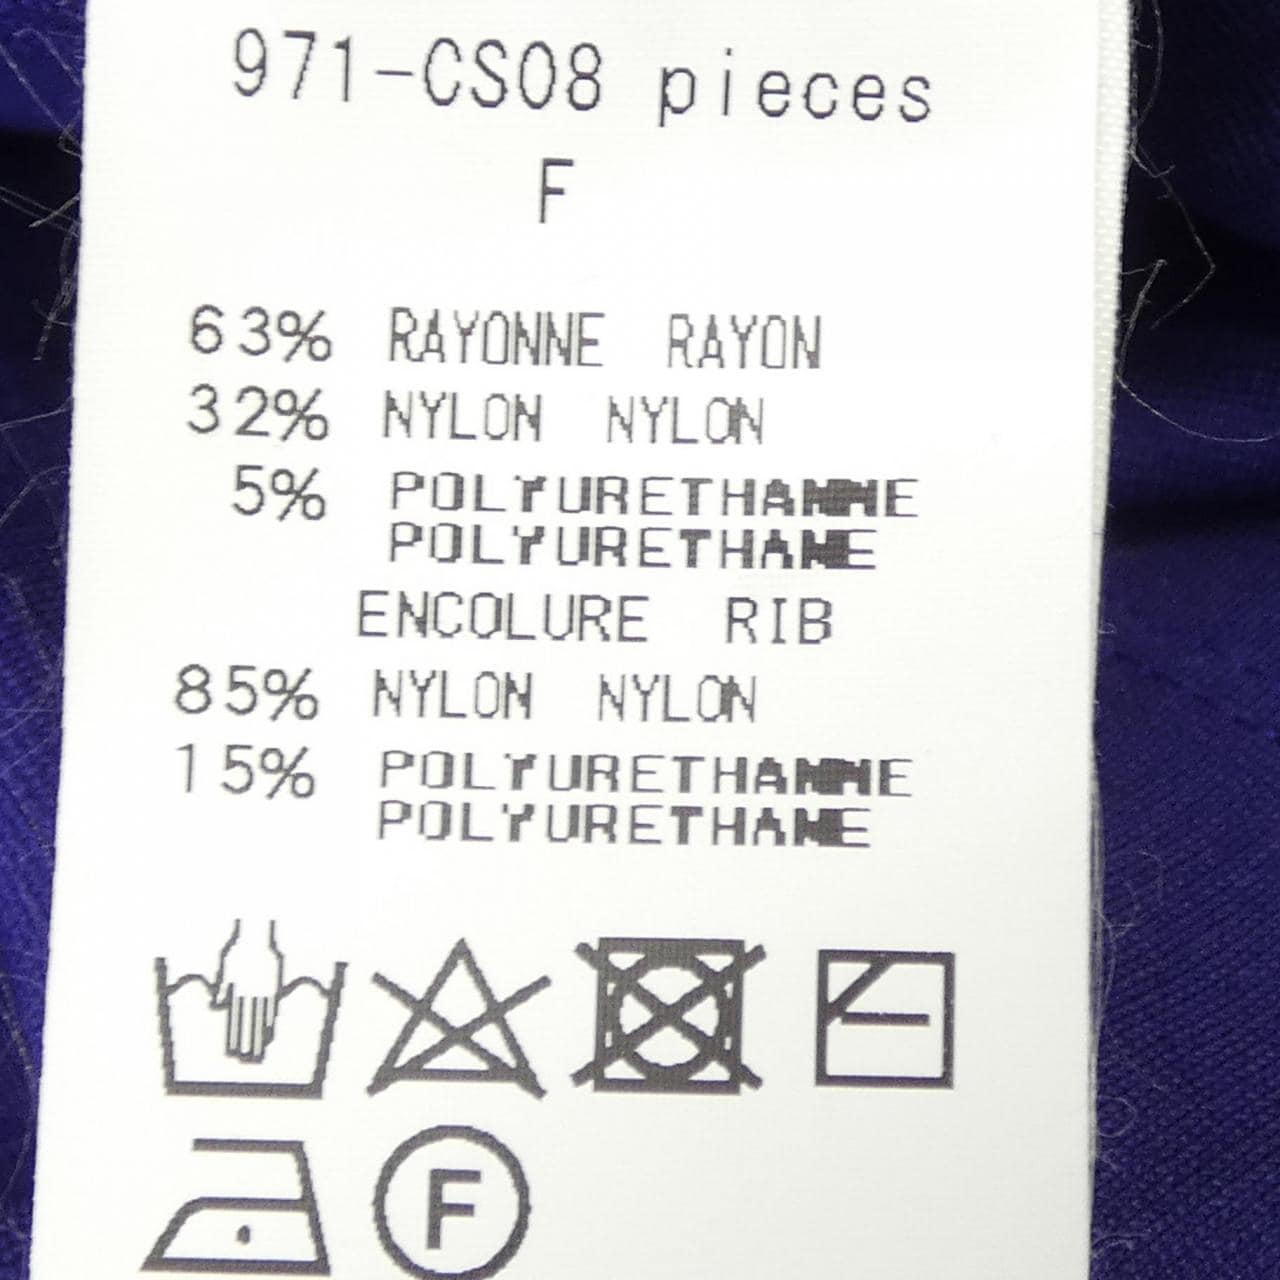 971-CS08 pieces
F
63% RAYONNE RAYON
32% NYLON NYLON
5% POLYURETHANNE
POLYURETHANE
ENCOLURE RIB
85% NYLON NYLON
15% POLYURETHANNE
POLYURETHANE
F